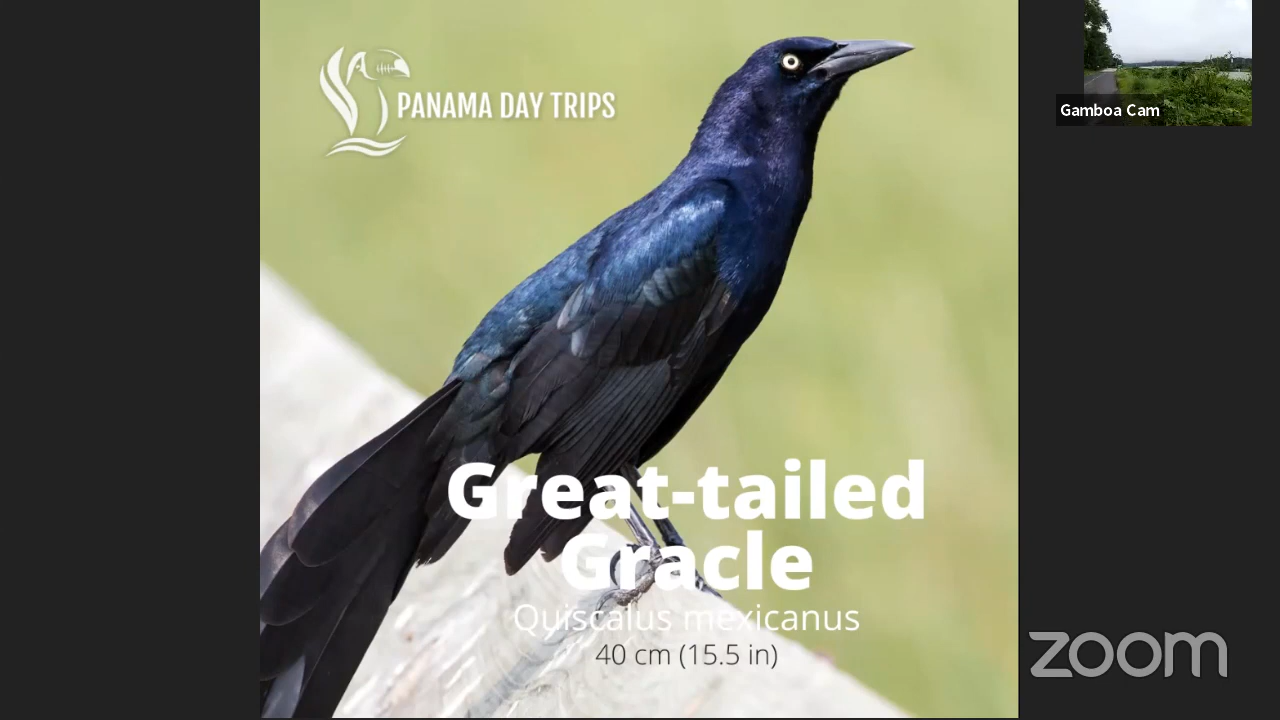 PANAMA DAY TRIPS
Gamboa Cam
Great-tailed
Gracle
Quiscalus mexicanus
40 cm (15.5 in)
zoom